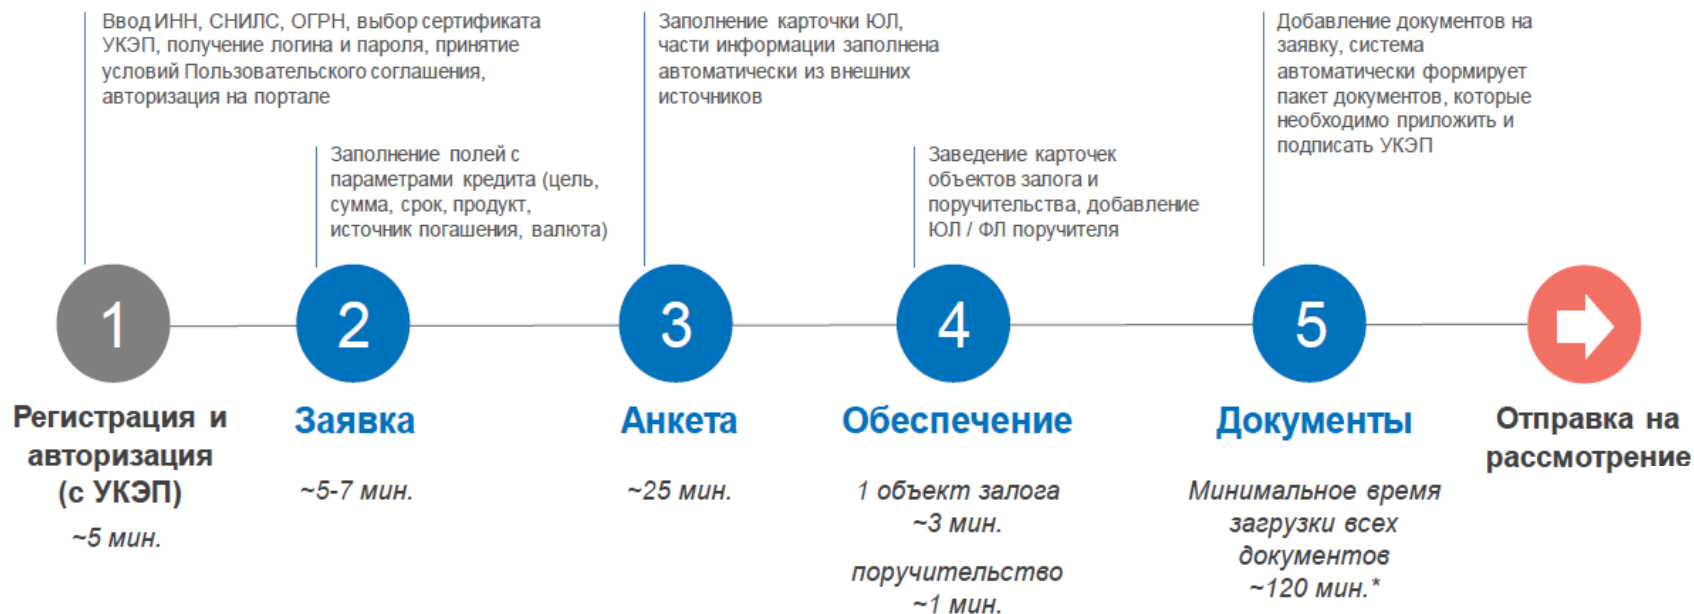 Ввод ИНН, СНИЛС, ОГРН, выбор сертификата
УКЭП, получение логина и пароля, принятие
условий Пользовательского соглашения,
авторизация на портале
Заполнение полей с
параметрами кредита (цель,
сумма, срок, продукт,
источник погашения, валюта)
Заполнение карточки ЮЛ,
части информации заполнена
автоматически из внешних
источников
Заведение карточек
объектов залога и
поручительства, добавление
ЮЛ / ФЛ поручителя
Добавление документов на
заявку, система
автоматически формирует
пакет документов, которые
необходимо приложить и
подписать УКЭП
1
2
3
4
5
Регистрация и
авторизация
(с УКЭП)
~5 мин.
Заявка
~5-7 мин.
Анкета
~25 мин.
Обеспечение
1 объект залога
~3 мин.
поручительство
~1 мин.
Документы
Минимальное время
загрузки всех
документов
~120 мин.*
Отправка на
рассмотрение